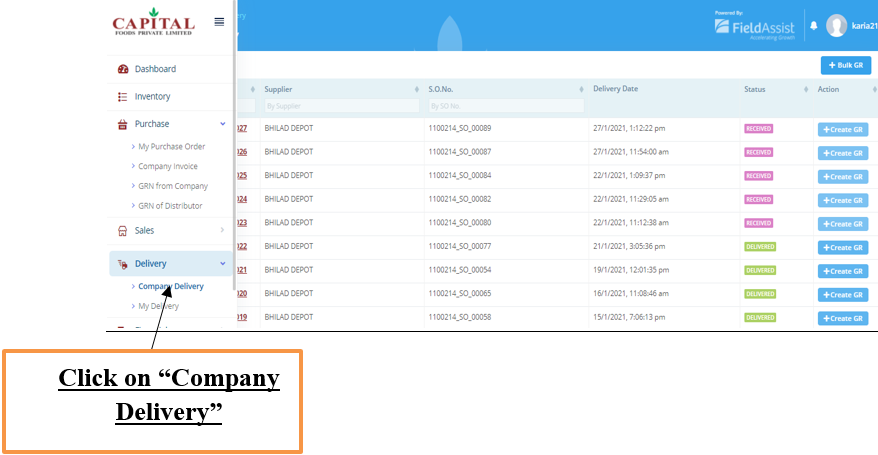 CAPITAL
FOODS PRIVATE LIMITED
Powered By:
FieldAssist
Accelerating Growth
karia21
+ Bulk GR
Dashboard
Inventory
Purchase
> My Purchase Order
> Company Invoice
> GRN from Company
> GRN of Distributor
Sales >
Delivery
> Company Delivery
> My Delivery
Supplier S.O.No. Delivery Date Status Action
By Supplier By SO No.
027 BHILAD DEPOT 1100214_SO_00089 27/1/2021, 1:12:22 pm RECEIVED +Create GR
026 BHILAD DEPOT 1100214_SO_00087 27/1/2021, 11:54:00 am RECEIVED +Create GR
025 BHILAD DEPOT 1100214_SO_00084 22/1/2021, 1:09:37 pm RECEIVED +Create GR
024 BHILAD DEPOT 1100214_SO_00082 22/1/2021, 11:29:05 am RECEIVED +Create GR
023 BHILAD DEPOT 1100214_SO_00080 22/1/2021, 11:12:38 am RECEIVED +Create GR
022 BHILAD DEPOT 1100214_SO_00077 21/1/2021, 3:05:36 pm DELIVERED +Create GR
021 BHILAD DEPOT 1100214_SO_00054 19/1/2021, 12:01:35 pm DELIVERED +Create GR
020 BHILAD DEPOT 1100214_SO_00065 16/1/2021, 11:08:46 am DELIVERED +Create GR
019 BHILAD DEPOT 1100214_SO_00058 15/1/2021, 7:06:13 pm DELIVERED +Create GR
Click on “Company
Delivery”